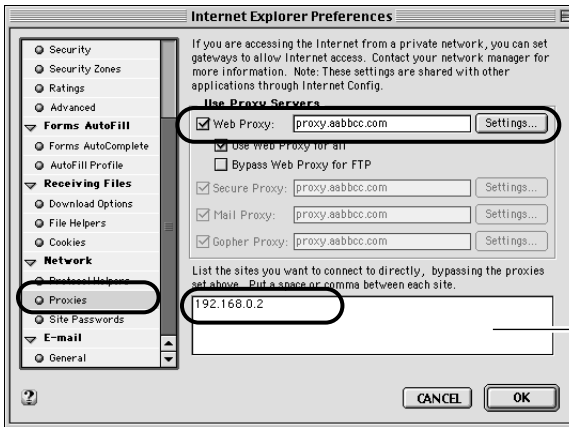 Internet Explorer Preferences
Security
Security Zones
Ratings
Advanced
Forms AutoFill
Forms AutoComplete
AutoFill Profile
Receiving Files
Download Options
File Helpers
Cookies
Network
Protocol Helpers
Proxies
Site Passwords
E-mail
General
If you are accessing the Internet from a private network, you can set
gateways to allow Internet access. Contact your network manager for
more information. Note: These settings are shared with other
applications through Internet Config.
Use Proxy Servers
Web Proxy: proxy.aabbcc.com Settings...
Use Web Proxy for all
Bypass Web Proxy for FTP
Secure Proxy: proxy.aabbcc.com Settings...
Mail Proxy: proxy.aabbcc.com Settings...
Gopher Proxy: proxy.aabbcc.com Settings...
List the sites you want to connect to directly, bypassing the proxies
set above. Put a space or comma between each site.
192.168.0.2
?
CANCEL OK